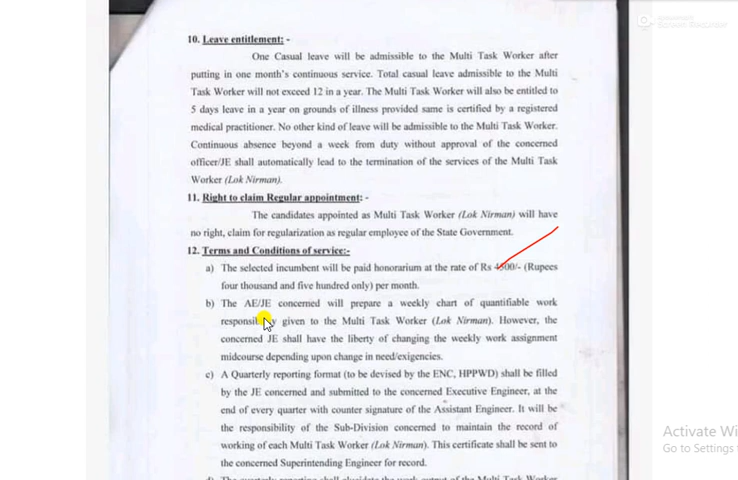 10. Leave entitlement: -
One Casual leave will be admissible to the Multi Task Worker after
putting in one month's continuous service. Total casual leave admissible to the Multi
Task Worker will not exceed 12 in a year. The Multi Task Worker will also be entitled to
5 days leave in a year on grounds of illness provided same is certified by a registered
medical practitioner. No other kind of leave will be admissible to the Multi Task Worker.
Continuous absence beyond a week from duty without approval of the concerned
officer/JE shall automatically lead to the termination of the services of the Multi Task
Worker (Lok Nirman).
11. Right to claim Regular appointment: -
The candidates appointed as Multi Task Worker (Lok Nirman) will have
no right, claim for regularization as regular employee of the State Government.
12. Terms and Conditions of service:-
a) The selected incumbent will be paid honorarium at the rate of Rs 4500/- (Rupees
four thousand and five hundred only) per month.
b) The AE/JE concerned will prepare a weekly chart of quantifiable work
responsibility given to the Multi Task Worker (Lok Nirman). However, the
concerned JE shall have the liberty of changing the weekly work assignment
midcourse depending upon change in need/exigencies.
c) A Quarterly reporting format (to be devised by the ENC, HPPWD) shall be filled
by the JE concerned and submitted to the concerned Executive Engineer, at the
end of every quarter with counter signature of the Assistant Engineer. It will be
the responsibility of the Sub-Division concerned to maintain the record of
working of each Multi Task Worker (Lok Nirman). This certificate shall be sent to
the concerned Superintending Engineer for record.
Activate Wi
Go to Settings